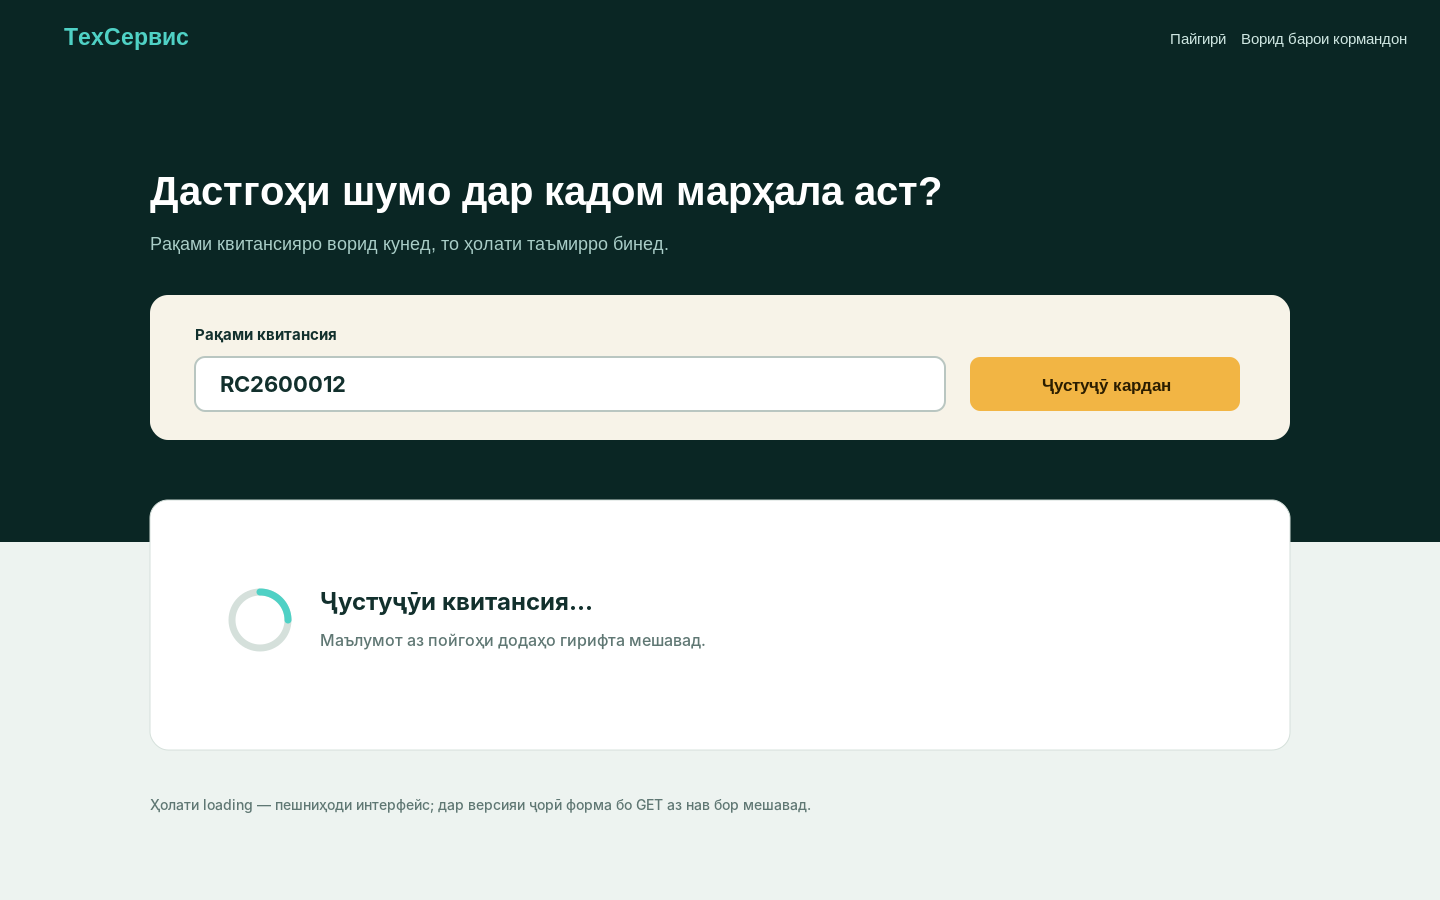 ТехСервис
Пайгирӣ Ворид барои кормандон
Дастгоҳи шумо дар кадом марҳала аст?
Рақами квитансияро ворид кунед, то ҳолати таъмирро бинед.
Рақами квитансия
RC2600012
Ҷустуҷӯ кардан
Ҷустуҷӯи квитансия...
Маълумот аз пойгоҳи додаҳо гирифта мешавад.
Ҳолати loading — пешниҳоди интерфейс; дар версияи ҷорӣ форма бо GET аз нав бор мешавад.